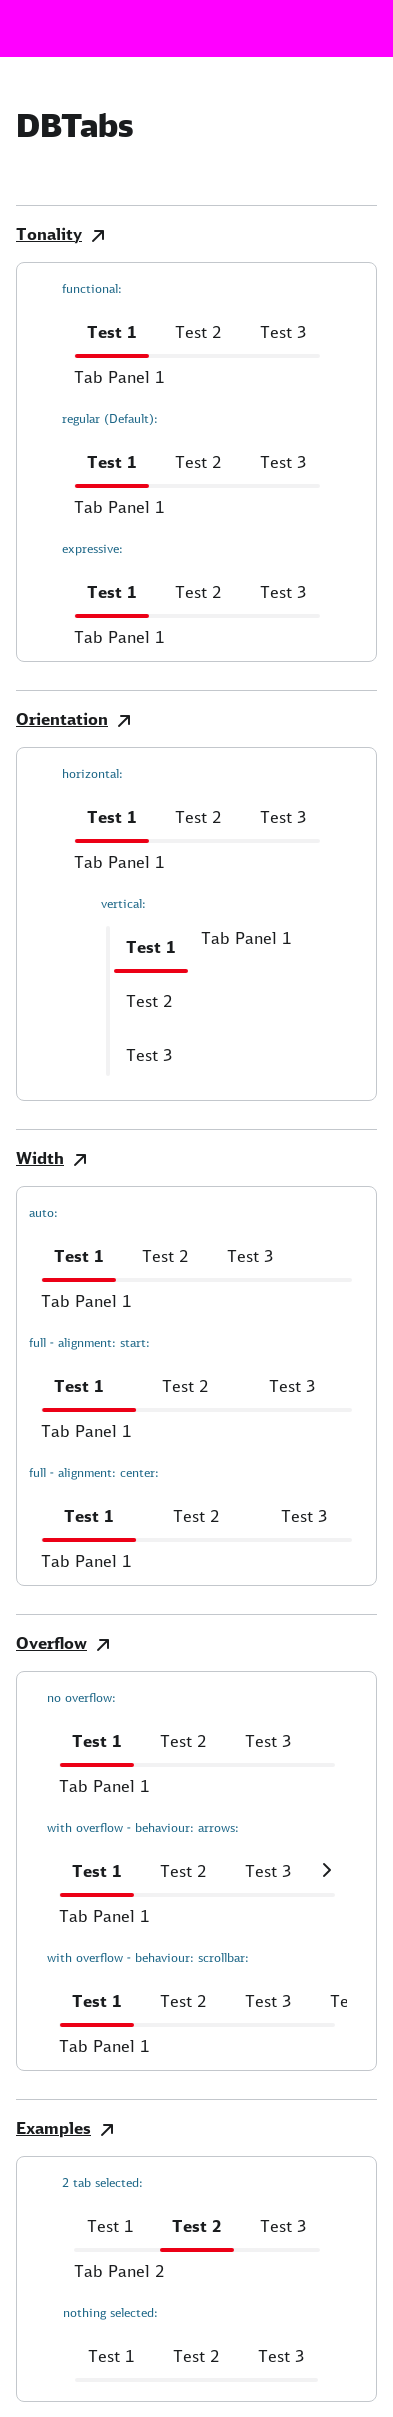 DBTabs
Tonality
functional:
Test 1 Test 2 Test 3
Tab Panel 1
regular (Default):
Test 1 Test 2 Test 3
Tab Panel 1
expressive:
Test 1 Test 2 Test 3
Tab Panel 1
Orientation
horizontal:
Test 1 Test 2 Test 3
Tab Panel 1
vertical:
Test 1 Tab Panel 1
Test 2
Test 3
Width
auto:
Test 1 Test 2 Test 3
Tab Panel 1
full - alignment: start:
Test 1 Test 2 Test 3
Tab Panel 1
full - alignment: center:
Test 1 Test 2 Test 3
Tab Panel 1
Overflow
no overflow:
Test 1 Test 2 Test 3
Tab Panel 1
with overflow - behaviour: arrows:
Test 1 Test 2 Test 3
Tab Panel 1
with overflow - behaviour: scrollbar:
Test 1 Test 2 Test 3 Te
Tab Panel 1
Examples
2 tab selected:
Test 1 Test 2 Test 3
Tab Panel 2
nothing selected:
Test 1 Test 2 Test 3